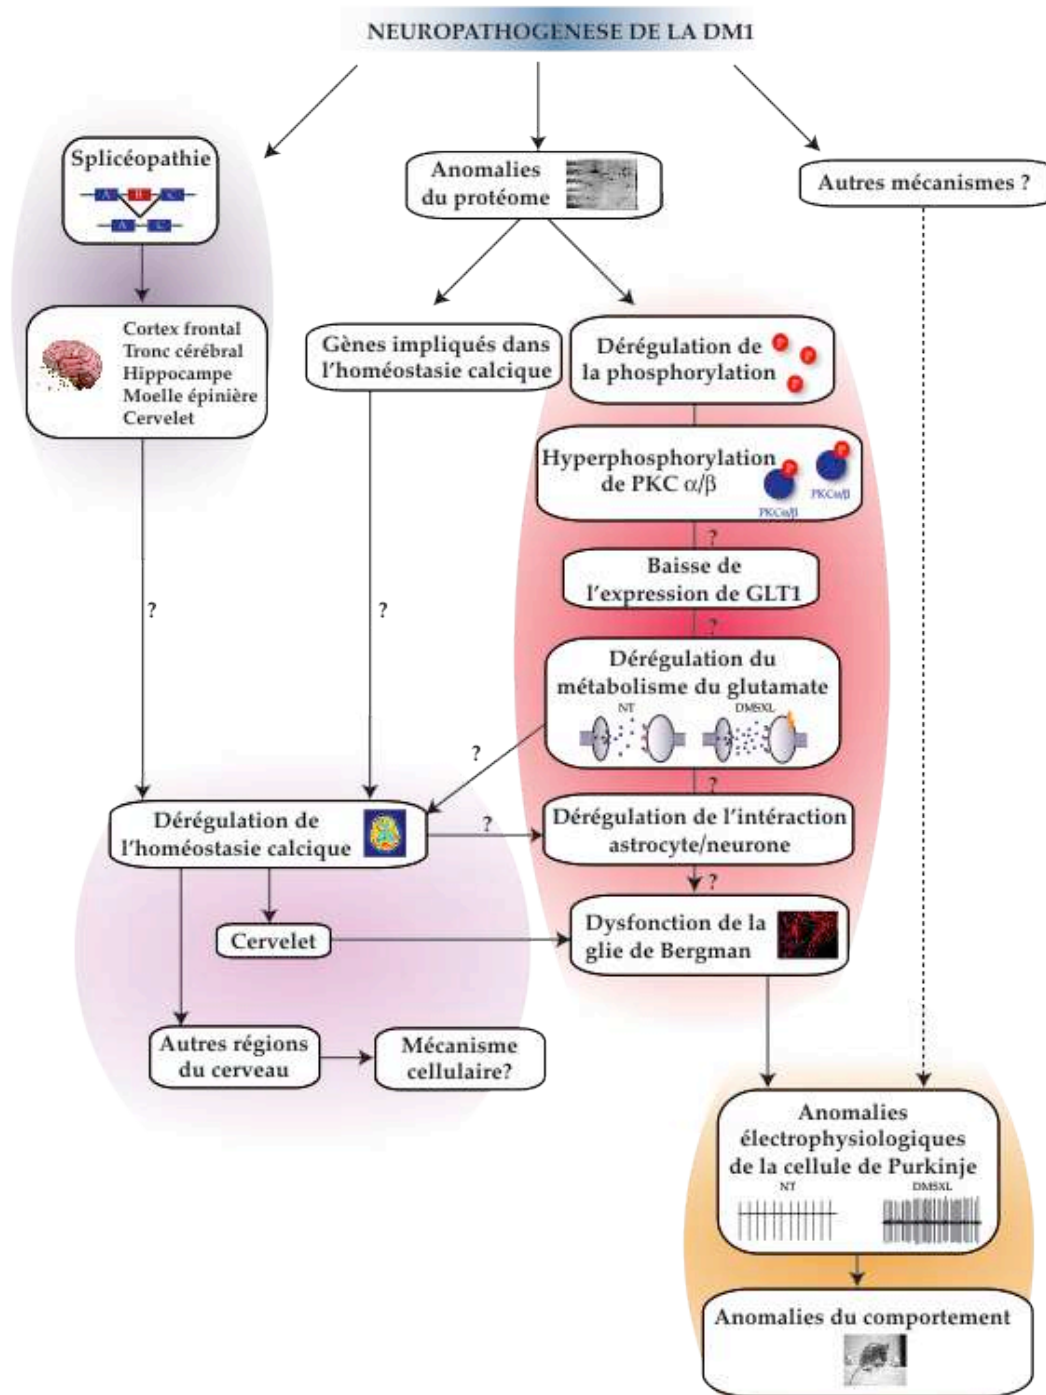 NEUROPATHOGENESE DE LA DM1
Splicéopathie
A B C
A C
Anomalies
du protéome
Autres mécanismes ?
Cortex frontal
Tronc cérébral
Hippocampe
Moelle épinière
Cervelet
Gènes impliqués dans
l'homéostasie calcique
Dérégulation de
la phosphorylation
P
P
P
Hyperphosphorylation
de PKC α/β
P
P
PKCα/β
PKCα/β
?
Baisse de
l'expression de GLT1
?
?
?
Dérégulation du
métabolisme du glutamate
NT DMSXL
?
?
Dérégulation de
l'homéostasie calcique
?
Dérégulation de l'intéraction
astrocyte/neurone
?
Cervelet
Dysfonction de la
glie de Bergman
Autres régions
du cerveau
Mécanisme
cellulaire?
Anomalies
électrophysiologiques
de la cellule de Purkinje
NT DMSXL
Anomalies du comportement